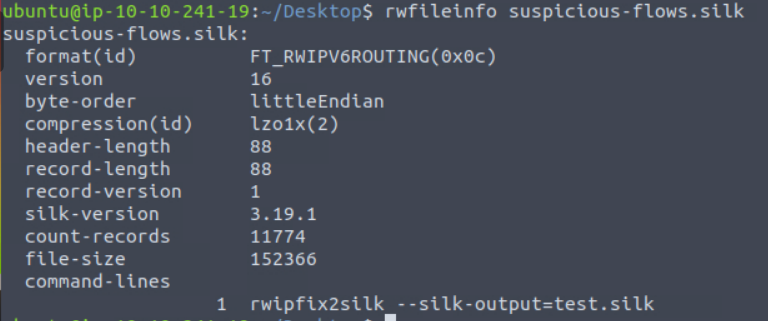 ubuntu@ip-10-10-241-19:~/Desktop$ rwfileinfo suspicious-flows.silk
suspicious-flows.silk:
format(id) FT_RWIPV6ROUTING(0x0c)
version 16
byte-order littleEndian
compression(id) lzo1x(2)
header-length 88
record-length 88
record-version 1
silk-version 3.19.1
count-records 11774
file-size 152366
command-lines
1 rwipfix2silk --silk-output=test.silk